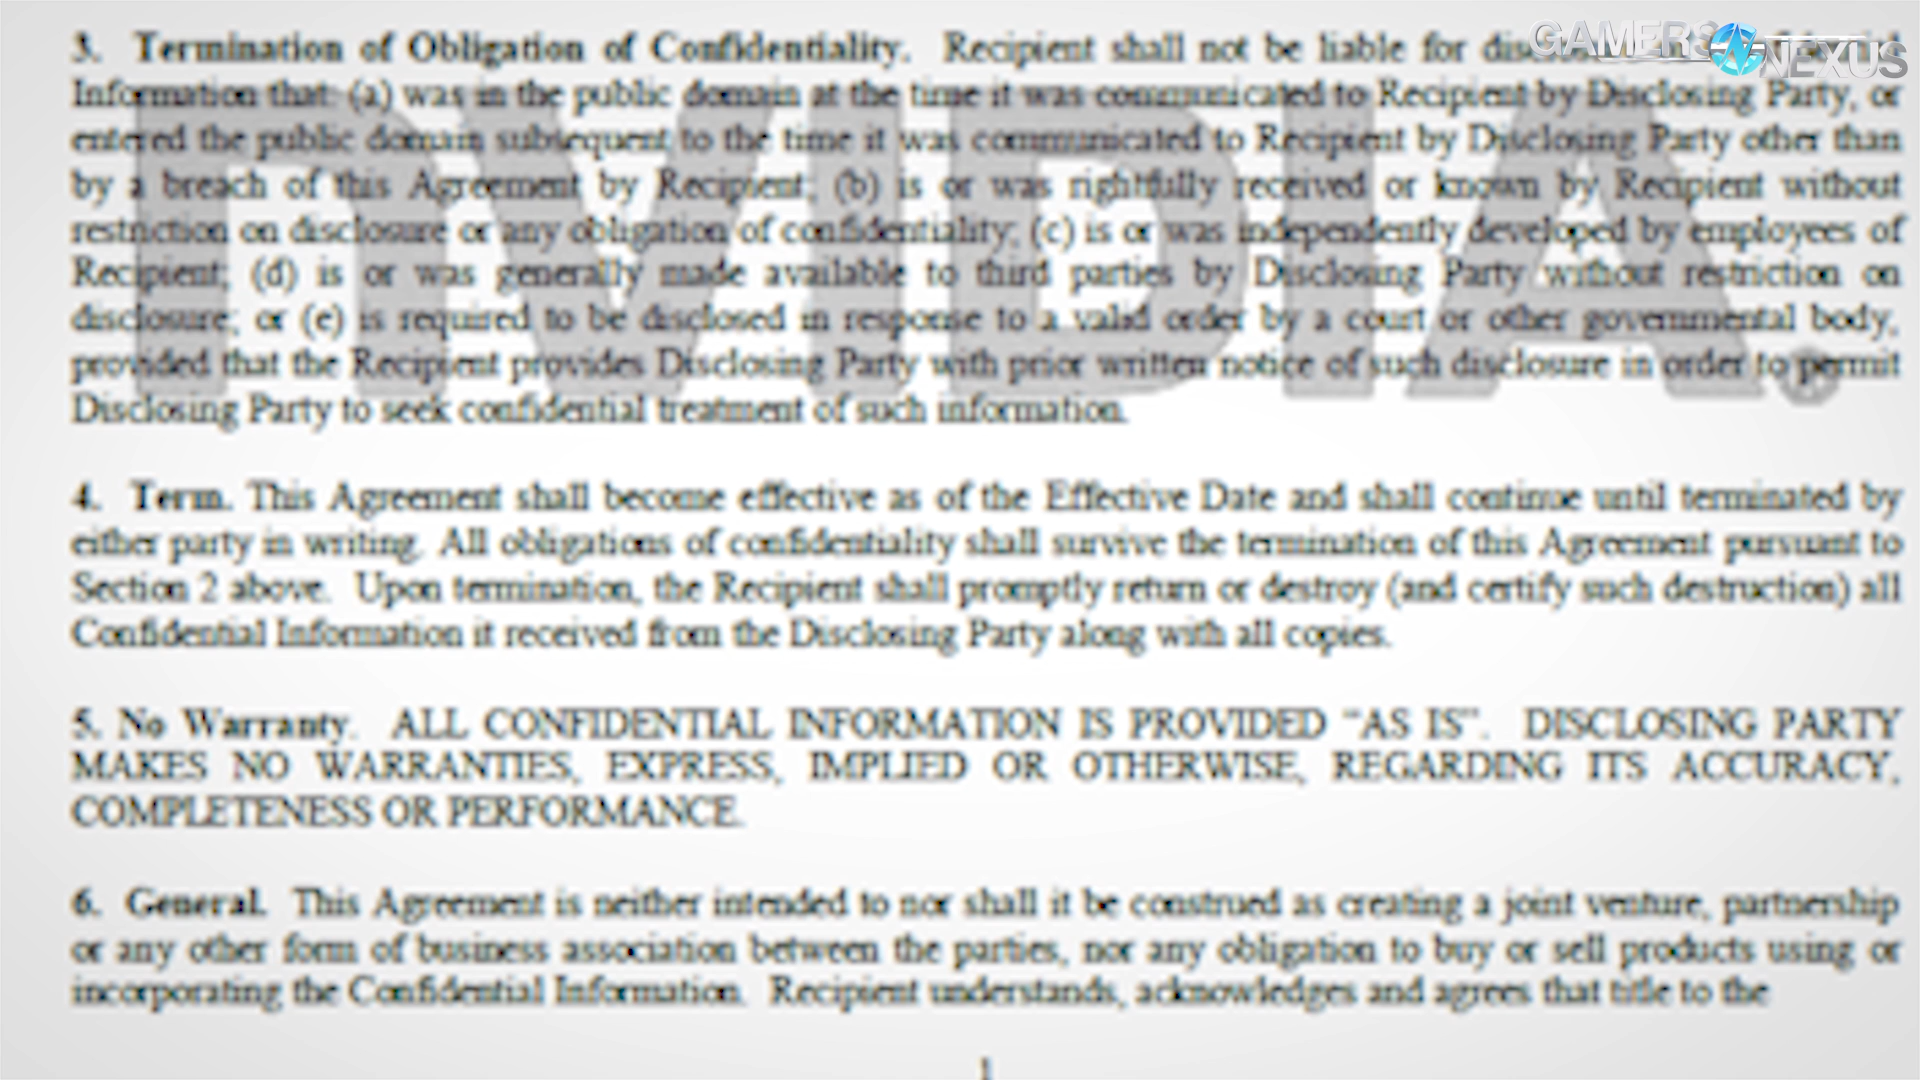 GAMERS NEXUS
3. Termination of Obligation of Confidentiality. Recipient shall not be liable for
Information that: (a) was in the public domain at the time it was communicated to Recipient by Disclosing Party, or
entered the public domain subsequent to the time it was communicated to Recipient by Disclosing Party other than
by a breach of this Agreement by Recipient; (b) is or was rightfully received or known by Recipient without
restriction on disclosure or any obligation of confidentiality; (c) is or was independently developed by employees of
Recipient; (d) is or was generally made available to third parties by Disclosing Party without restriction on
disclosure; or (e) is required to be disclosed in response to a valid order by a court or other governmental body,
provided that the Recipient provides Disclosing Party with prior written notice of such disclosure in order to permit
Disclosing Party to seek confidential treatment of such information.
nVIDIA.
4. Term. This Agreement shall become effective as of the Effective Date and shall continue until terminated by
either party in writing. All obligations of confidentiality shall survive the termination of this Agreement pursuant to
Section 2 above. Upon termination, the Recipient shall promptly return or destroy (and certify such destruction) all
Confidential Information it received from the Disclosing Party along with all copies.
5. No Warranty. ALL CONFIDENTIAL INFORMATION IS PROVIDED “AS IS”. DISCLOSING PARTY
MAKES NO WARRANTIES, EXPRESS, IMPLIED OR OTHERWISE, REGARDING ITS ACCURACY,
COMPLETENESS OR PERFORMANCE.
6. General. This Agreement is neither intended to nor shall it be construed as creating a joint venture, partnership
or any other form of business association between the parties, nor any obligation to buy or sell products using or
incorporating the Confidential Information. Recipient understands, acknowledges and agrees that title to the
1